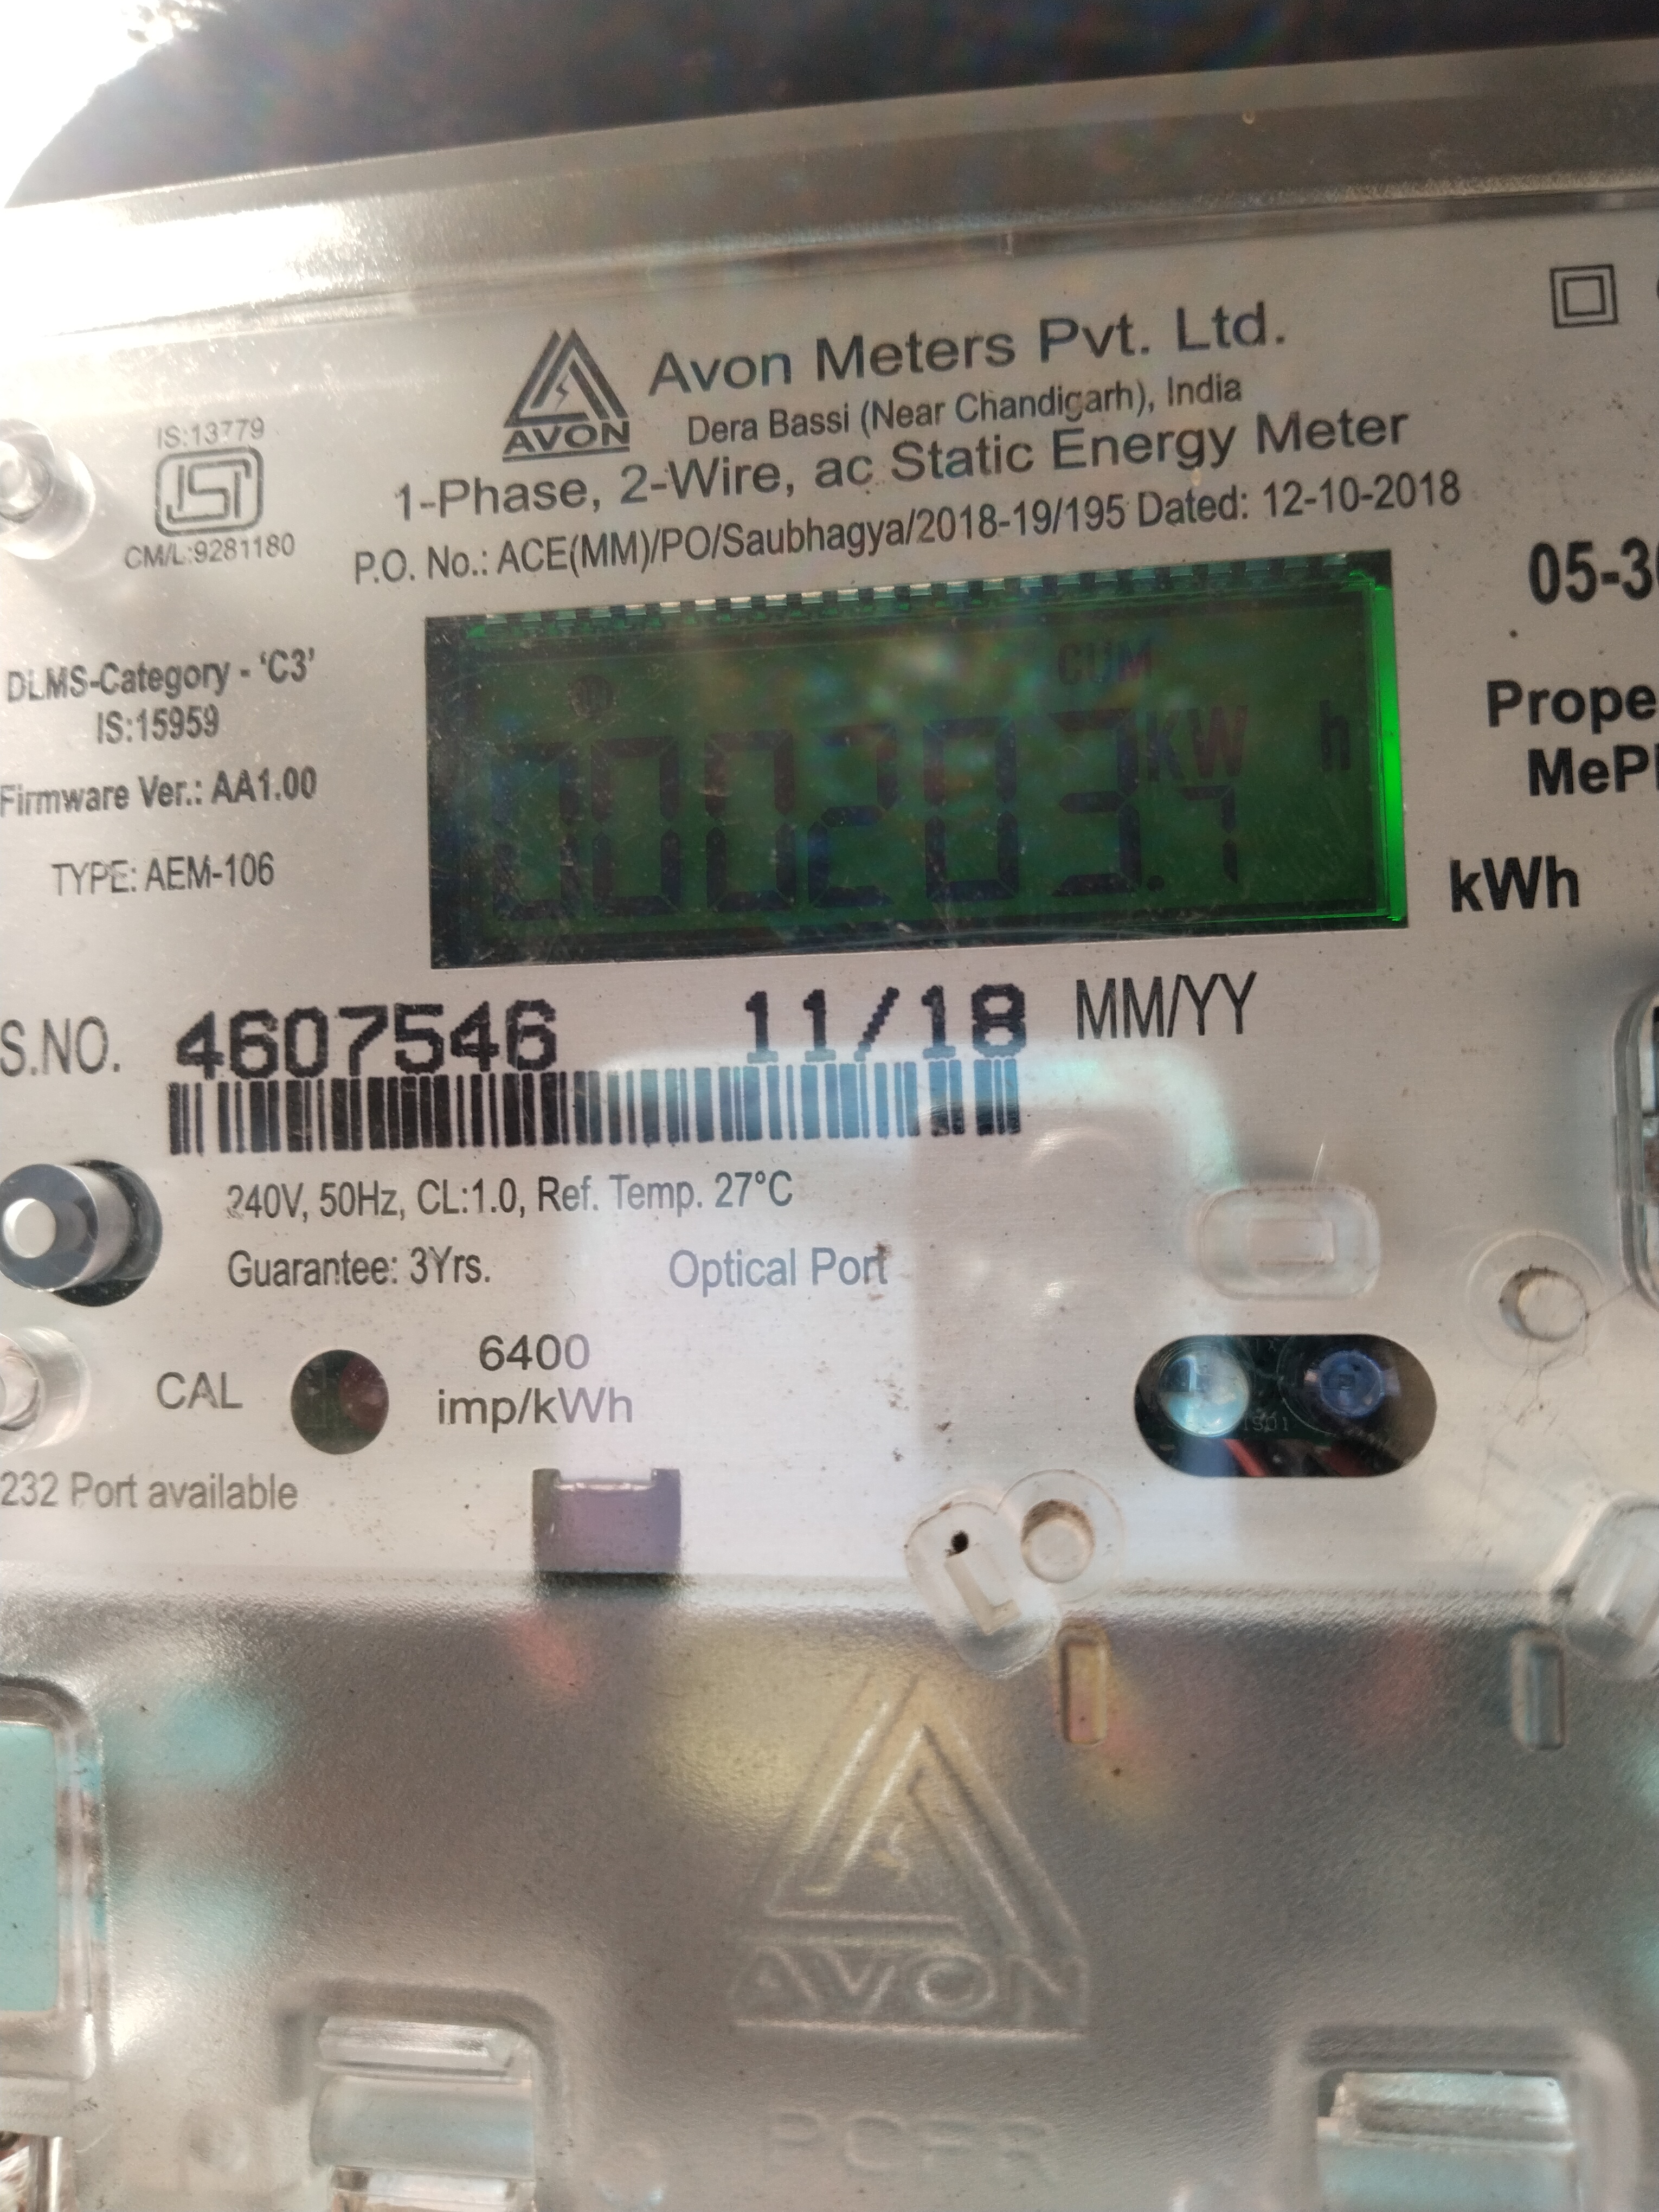 Avon Meters Pvt. Ltd.
AVON
Dera Bassi (Near Chandigarh), India
1-Phase, 2-Wire, ac Static Energy Meter
P.O. No.: ACE(MM)/PO/Saubhagya/2018-19/195 Dated: 12-10-2018
IS:13779
ISI
CM/L:9281180
DLMS-Category - 'C3'
IS:15959
Firmware Ver.: AA1.00
TYPE: AEM-106
CUM
KW h
kWh
05-3
Prope
MeP
S.NO. 4607546 11/18 MM/YY
240V, 50Hz, CL:1.0, Ref. Temp. 27°C
Guarantee: 3Yrs.
Optical Port
CAL
6400
imp/kWh
232 Port available
AVON